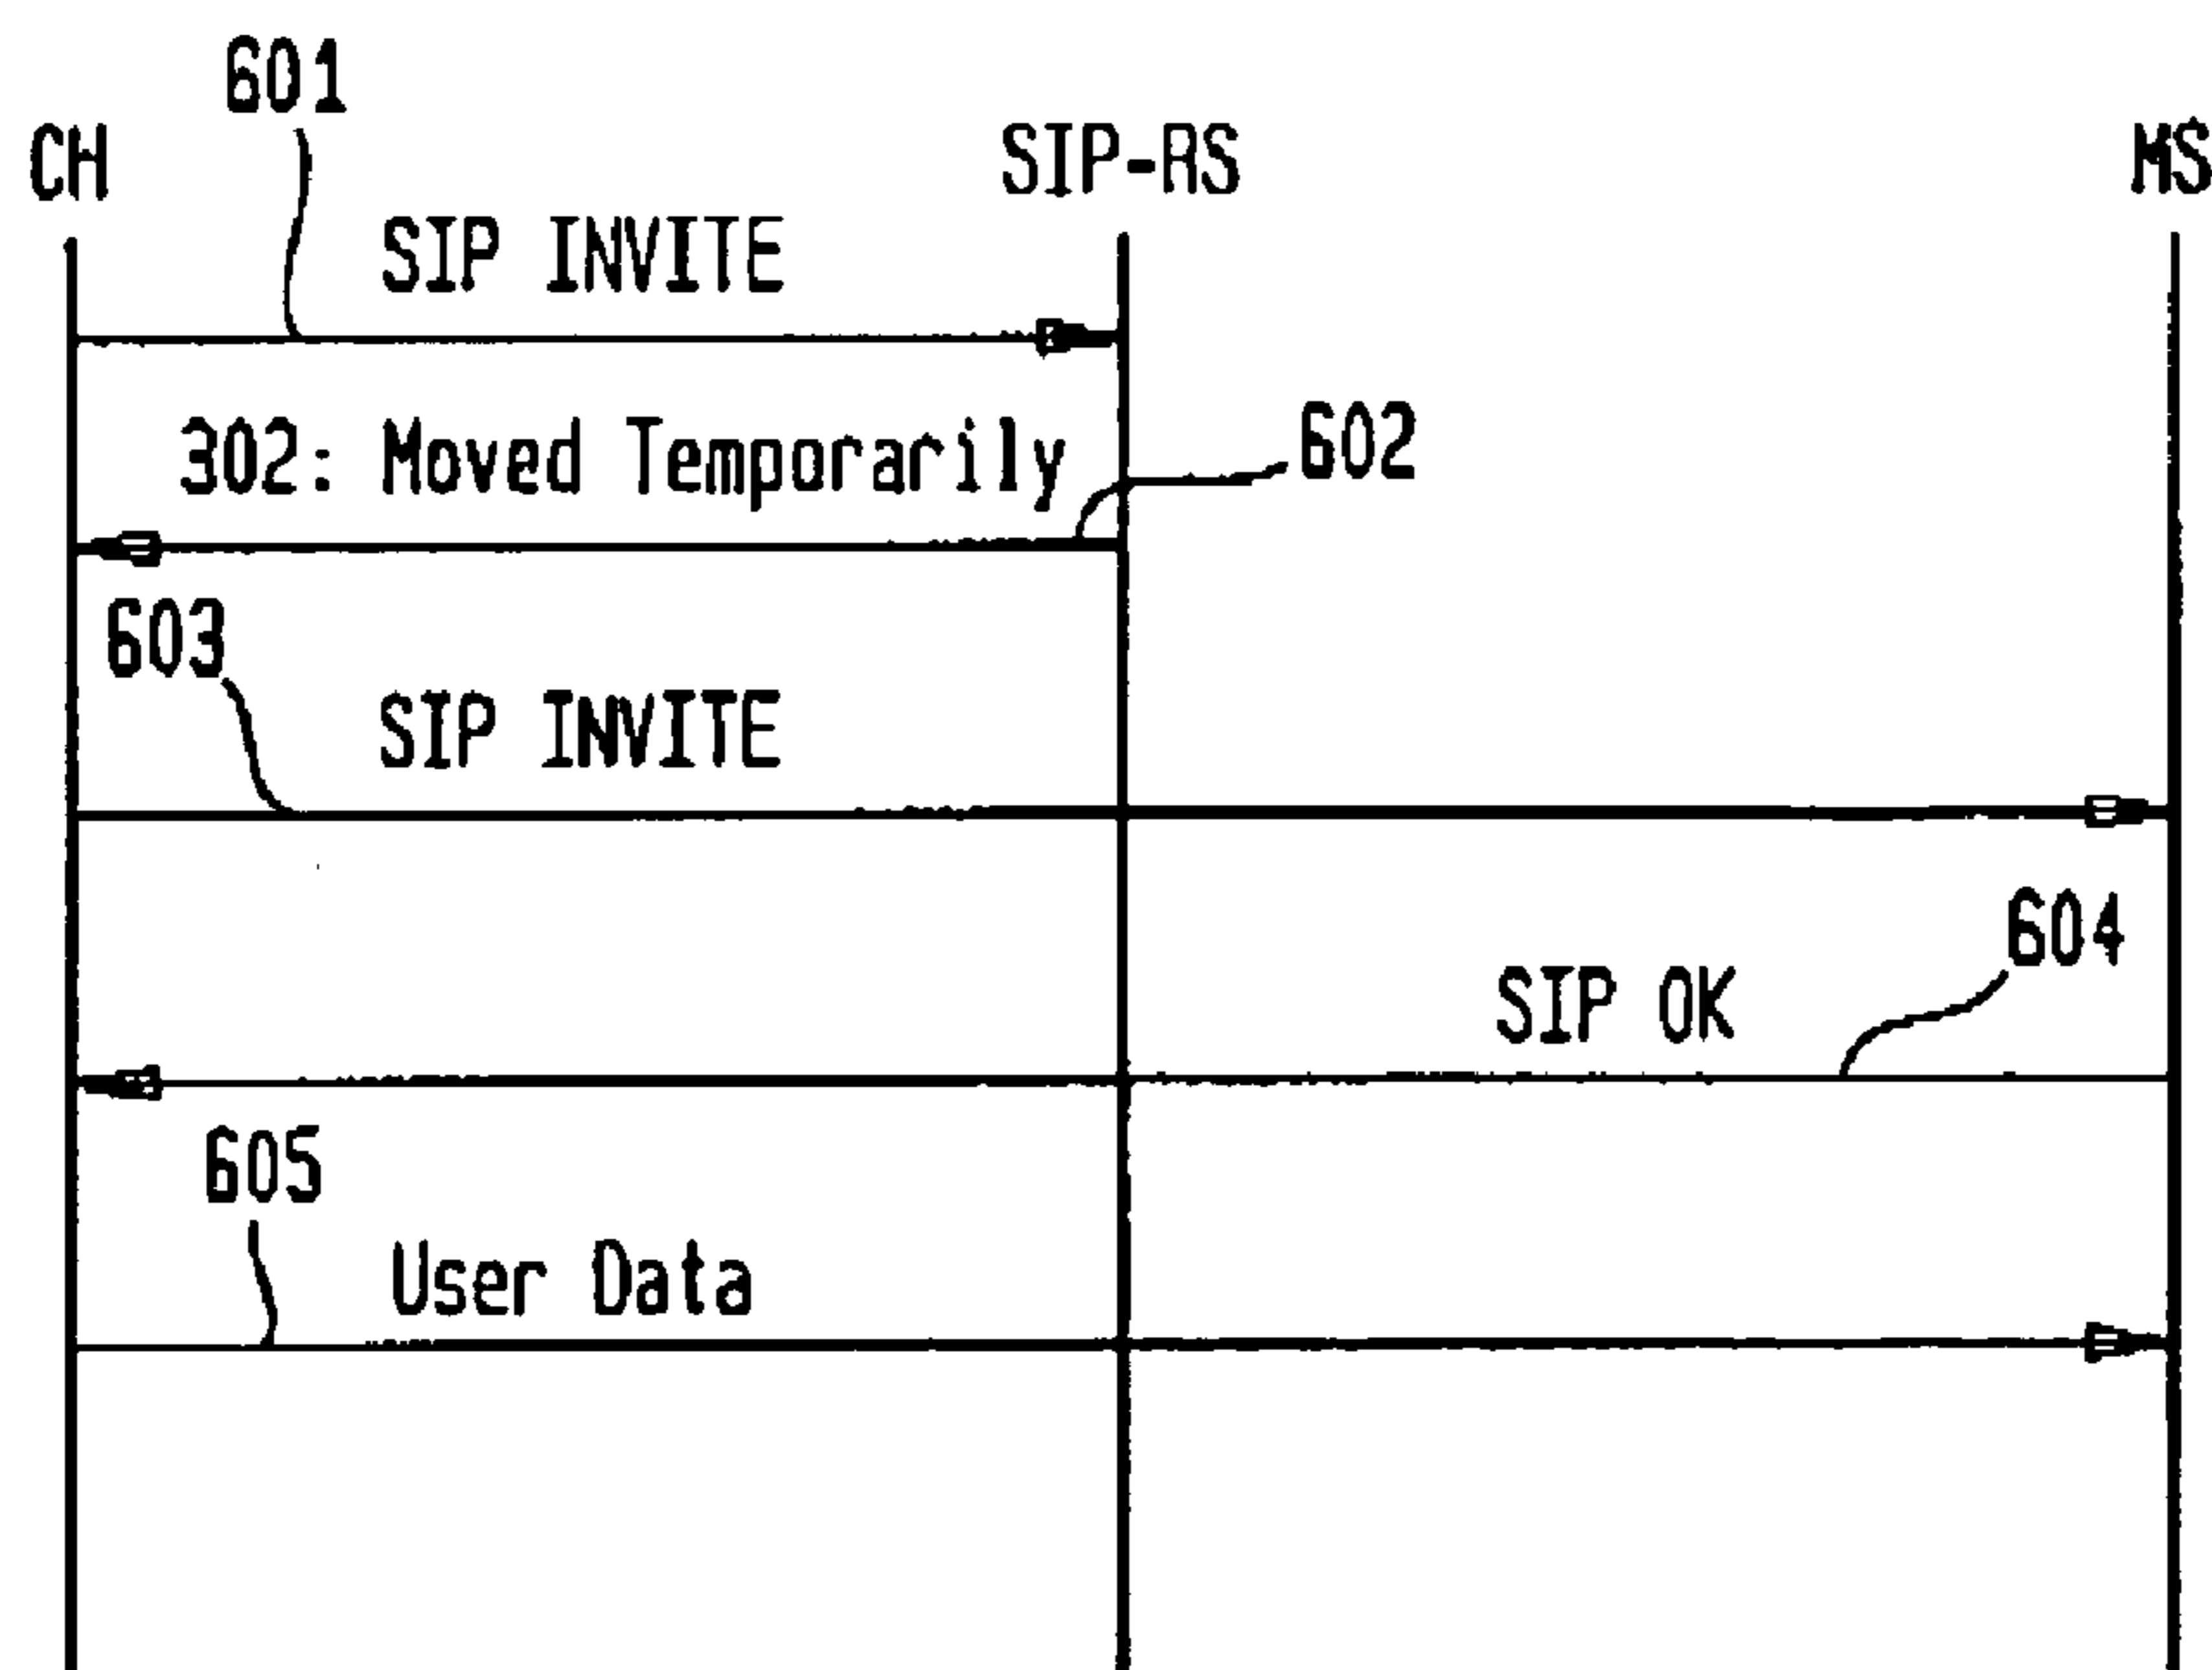 601
CH
SIP-RS
MS
SIP INVITE
302: Moved Temporarily
602
603
SIP INVITE
604
SIP OK
605
User Data